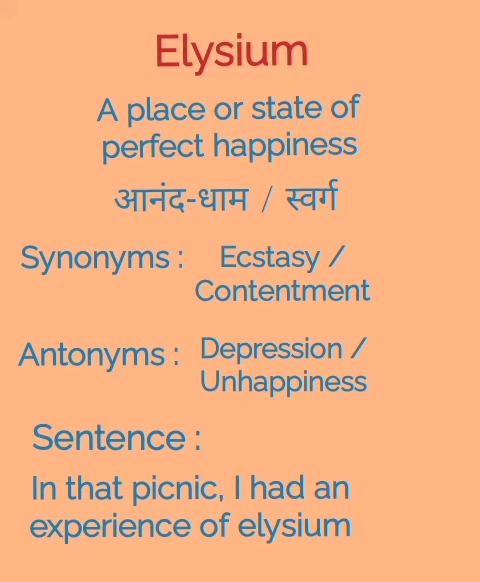 Elysium
A place or state of
perfect happiness
आनंद-धाम / स्वर्ग
Synonyms : Ecstasy /
Contentment
Antonyms : Depression /
Unhappiness
Sentence :
In that picnic, I had an
experience of elysium